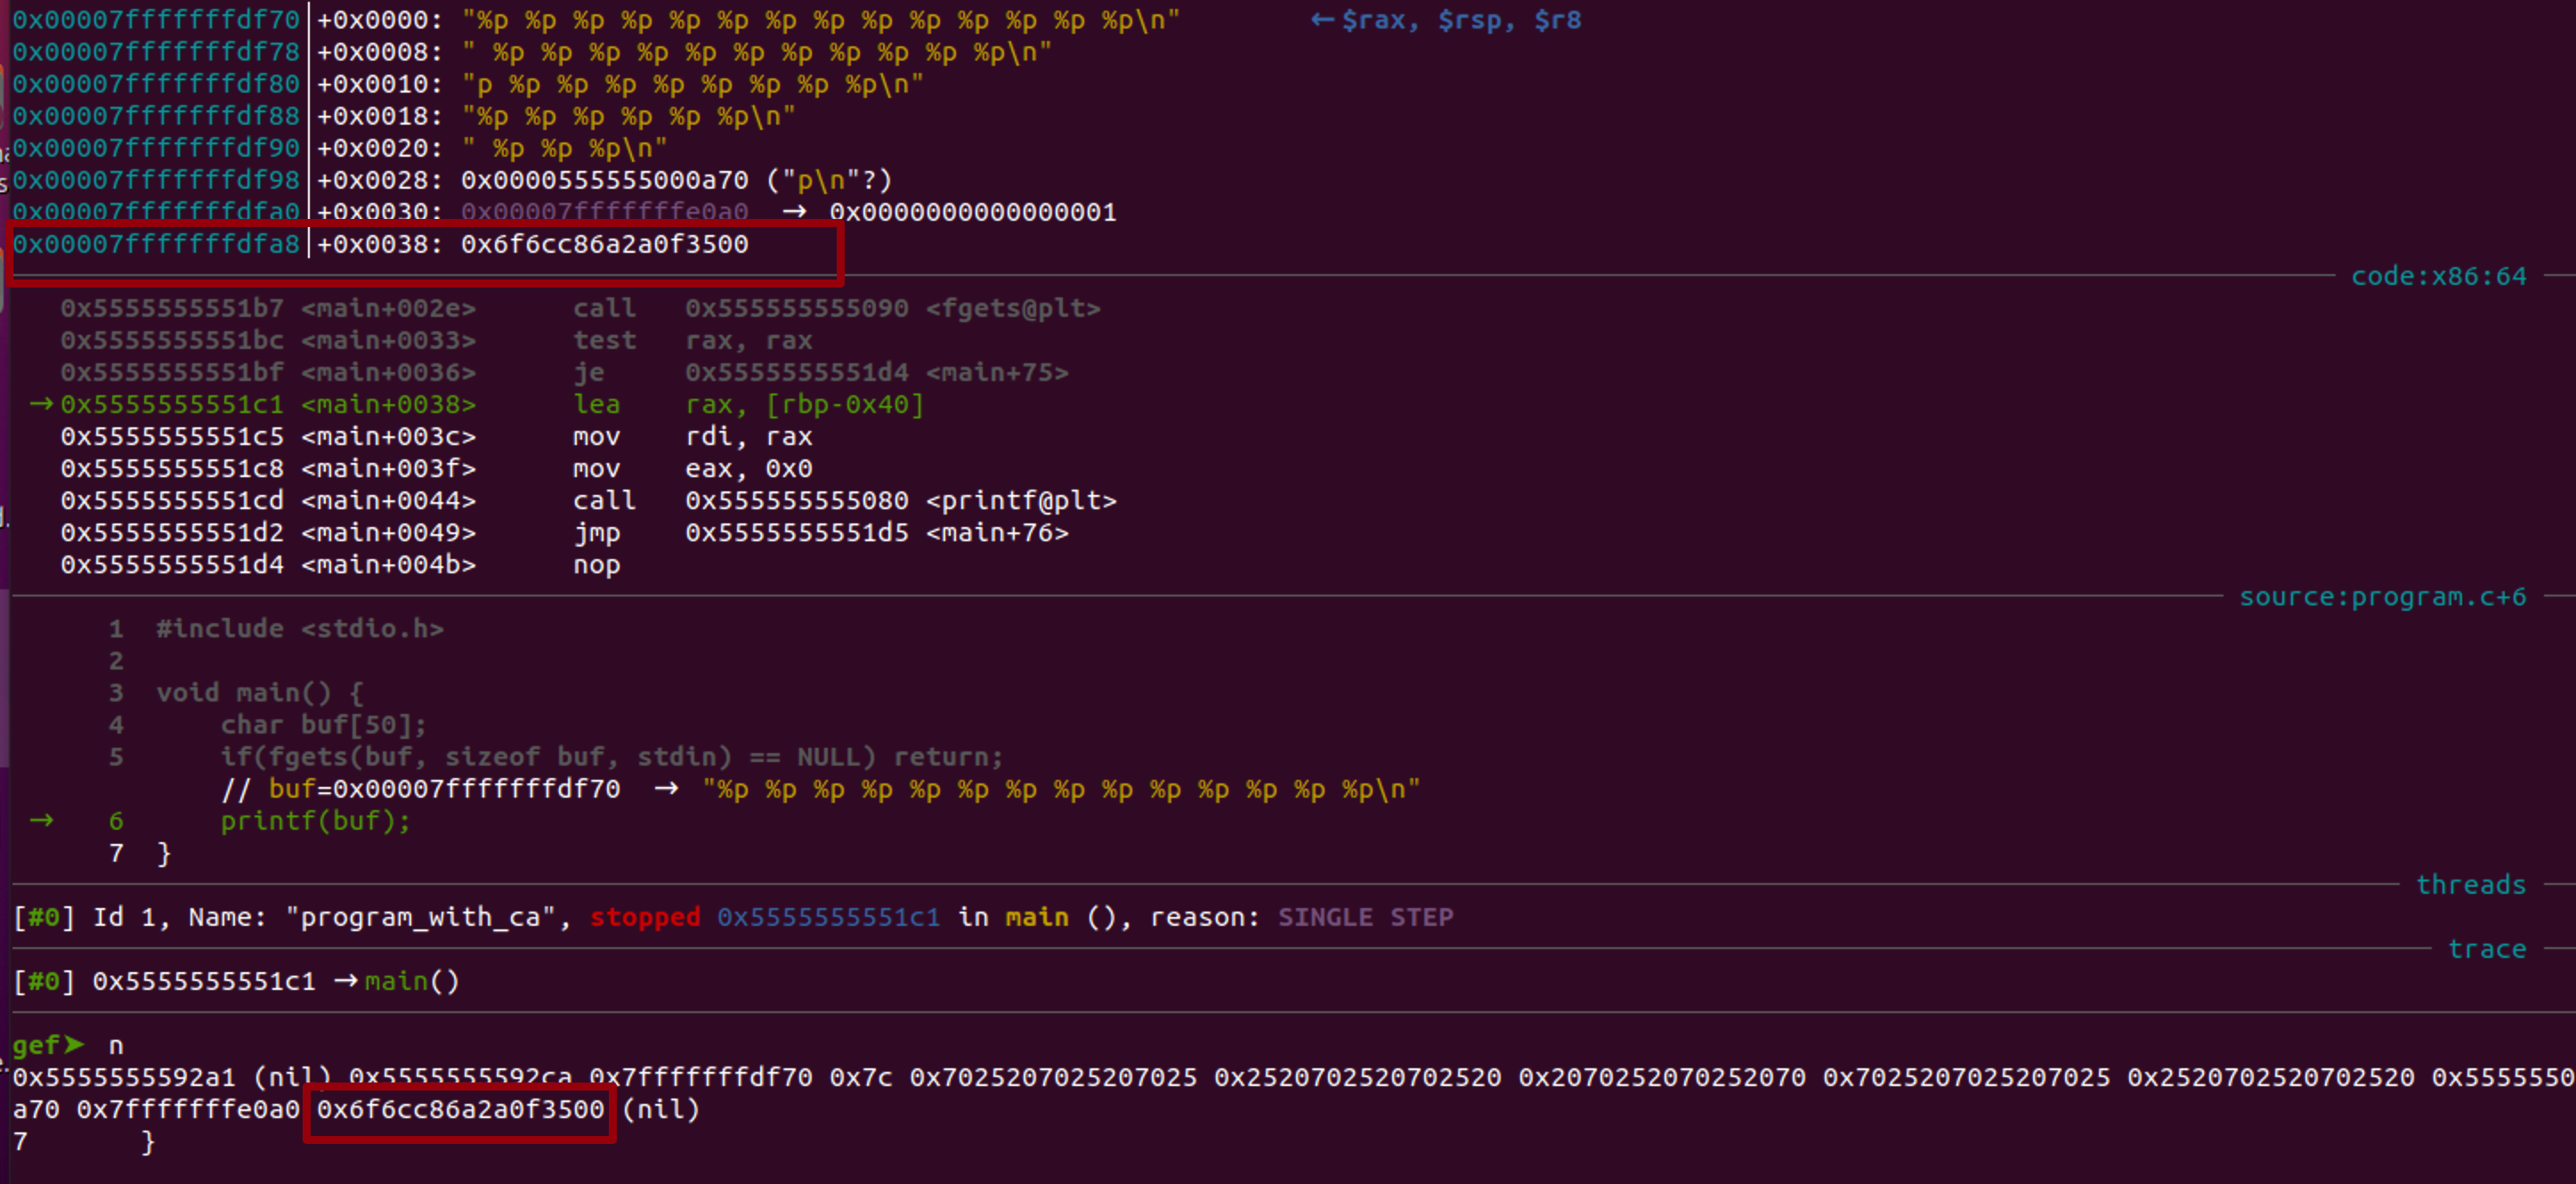 0x00007fffffffdf70│+0x0000: "%p %p %p %p %p %p %p %p %p %p %p %p %p %p\n" ←$rax, $rsp, $r8
0x00007fffffffdf78│+0x0008: " %p %p %p %p %p %p %p %p %p %p %p\n"
0x00007fffffffdf80│+0x0010: "p %p %p %p %p %p %p %p %p\n"
0x00007fffffffdf88│+0x0018: "%p %p %p %p %p %p\n"
0x00007fffffffdf90│+0x0020: " %p %p %p\n"
0x00007fffffffdf98│+0x0028: 0x0000555555000a70 ("p\n"?)
0x00007fffffffdfa0│+0x0030: 0x00007fffffffe0a0 → 0x0000000000000001
0x00007fffffffdfa8│+0x0038: 0x6f6cc86a2a0f3500
code:x86:64
0x5555555551b7 <main+002e> call 0x555555555090 <fgets@plt>
0x5555555551bc <main+0033> test rax, rax
0x5555555551bf <main+0036> je 0x5555555551d4 <main+75>
→0x5555555551c1 <main+0038> lea rax, [rbp-0x40]
0x5555555551c5 <main+003c> mov rdi, rax
0x5555555551c8 <main+003f> mov eax, 0x0
0x5555555551cd <main+0044> call 0x555555555080 <printf@plt>
0x5555555551d2 <main+0049> jmp 0x5555555551d5 <main+76>
0x5555555551d4 <main+004b> nop
source:program.c+6
1 #include <stdio.h>
2
3 void main() {
4 char buf[50];
5 if(fgets(buf, sizeof buf, stdin) == NULL) return;
// buf=0x00007fffffffdf70 → "%p %p %p %p %p %p %p %p %p %p %p %p %p %p\n"
→ 6 printf(buf);
7 }
threads
[#0] Id 1, Name: "program_with_ca", stopped 0x5555555551c1 in main (), reason: SINGLE STEP
trace
[#0] 0x5555555551c1 →main()
gef➤ n
0x5555555592a1 (nil) 0x5555555592ca 0x7fffffffdf70 0x7c 0x7025207025207025 0x2520702520702520 0x2070252070252070 0x7025207025207025 0x2520702520702520 0x5555550
a70 0x7fffffffe0a0 0x6f6cc86a2a0f3500 (nil)
7 }